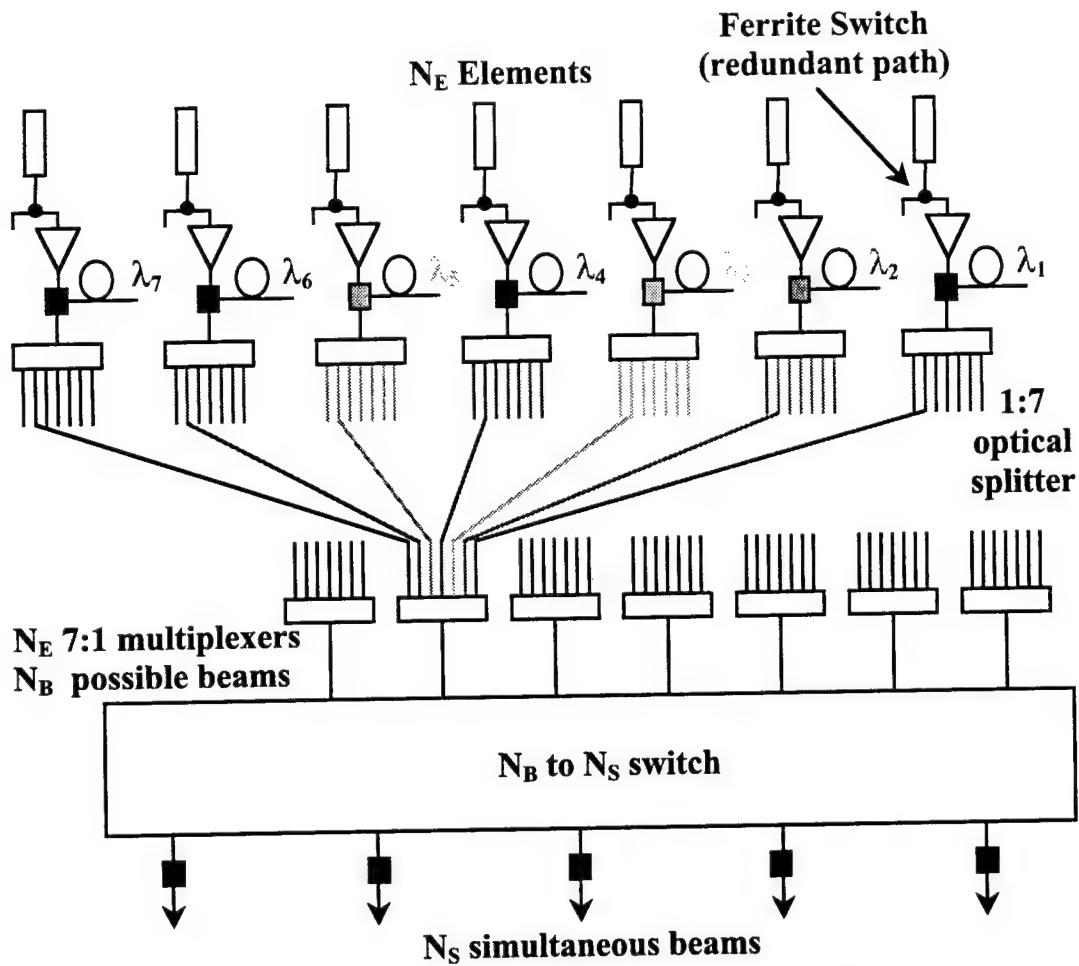 Ferrite Switch
(redundant path)
N_E Elements
λ₇ λ₆ λ₅ λ₄ λ₂ λ₁
1:7
optical
splitter
N_E 7:1 multiplexers
N_B possible beams
N_B to N_S switch
N_S simultaneous beams